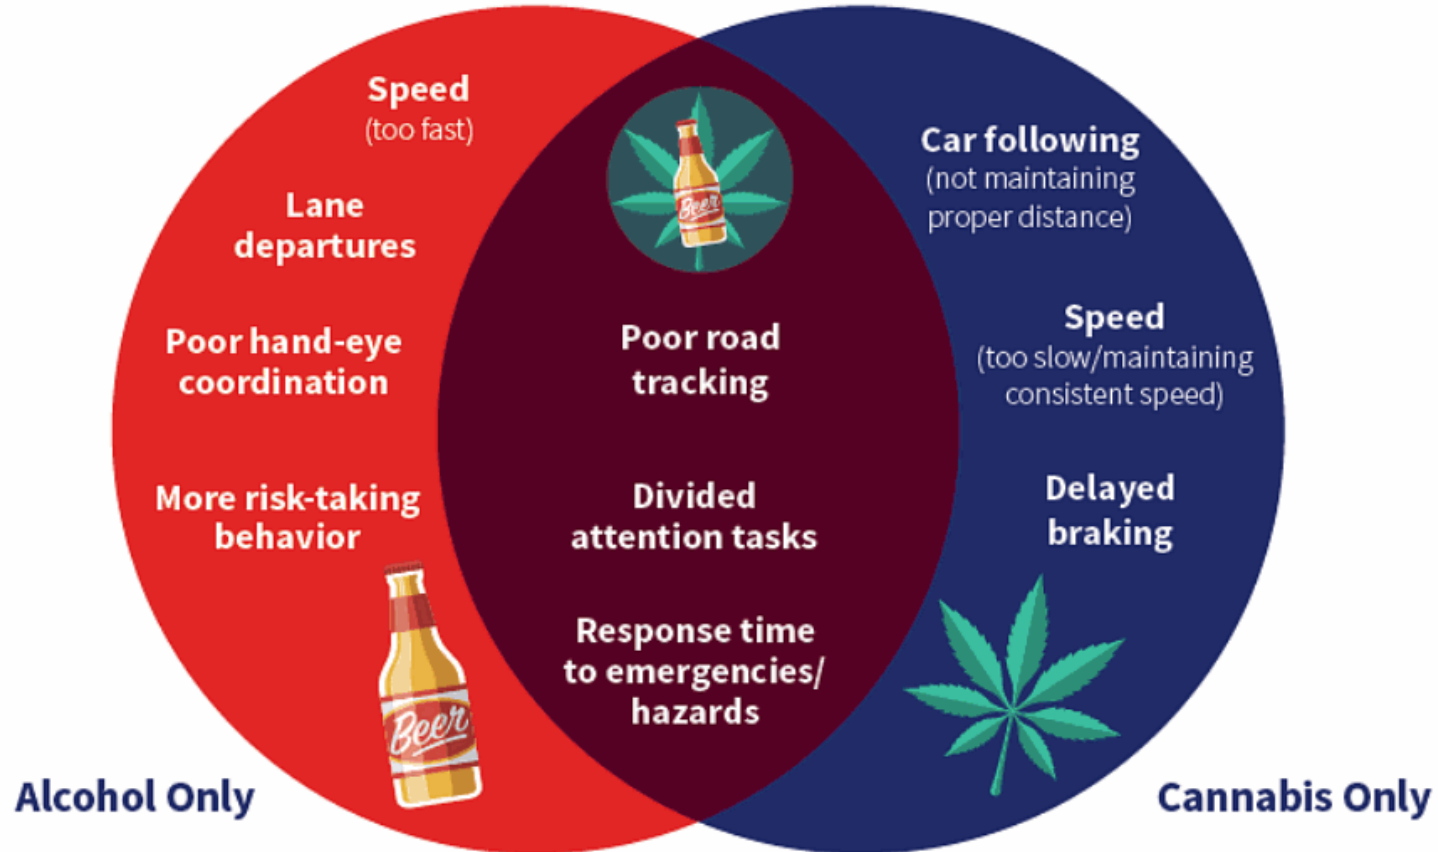 Speed
(too fast)
Lane
departures
Poor hand-eye
coordination
More risk-taking
behavior
Beer
Alcohol Only
Beer
Poor road
tracking
Divided
attention tasks
Response time
to emergencies/
hazards
Car following
(not maintaining
proper distance)
Speed
(too slow/maintaining
consistent speed)
Delayed
braking
Cannabis Only